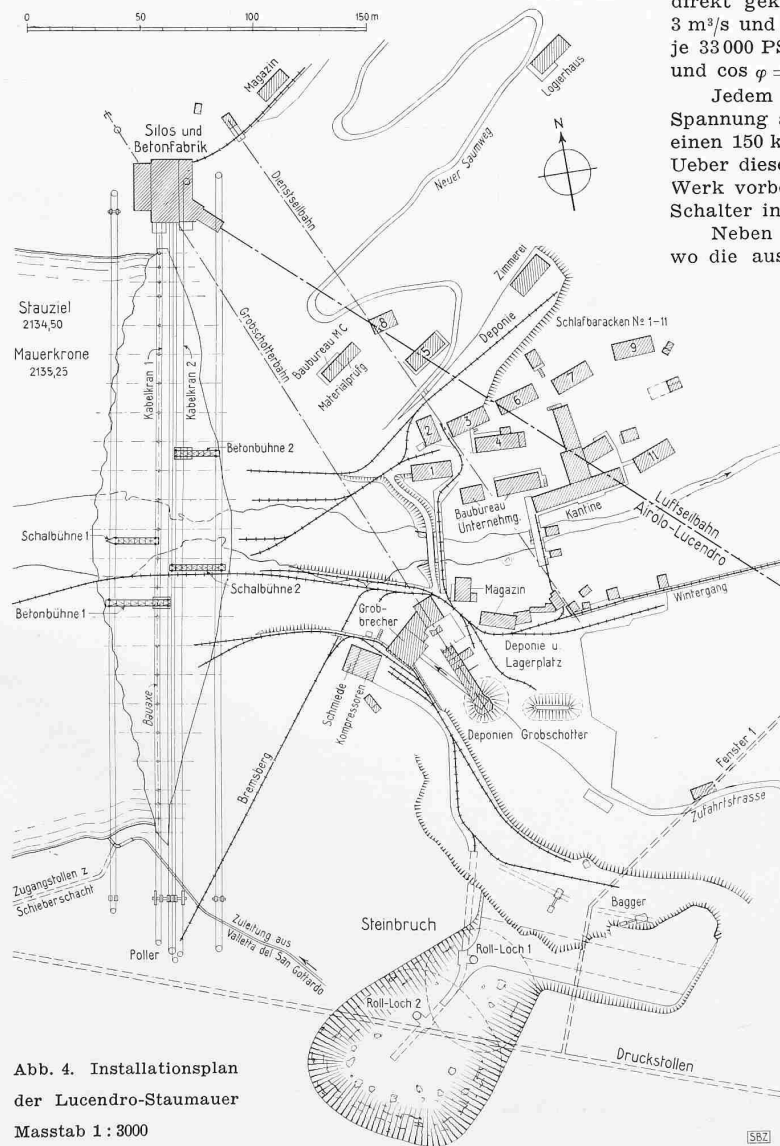 0 50 100 150 m
direkt gek
3 m³/s und
je 33 000 PS
und cos φ =
Jedem
Spannung
einen 150 k
Ueber diese
Werk vorb
Schalter in
Neben
wo die aus
Magazin
Logierhaus
Silos und
Betonfabrik
N
Dienstseilbahn
Neuer Saumweg
Stauziel
2134,50
Mauerkrone
2135,25
Kabelkran 1
Kabelkran 2
Grobschotterbahn
Zimmerei
Deponie
Schlafbaracken No 1-11
8
Baubureau M C
Materialprüfg
5
9
7
6
3
2
4
1
11
Betonbühne 2
Baubureau
Unternehmg.
Kantine
Luftseilbahn
Airolo-Lucendro
Schalbühne 1
Schalbühne 2
Betonbühne 1
Magazin
Wintergang
Grob-
brecher
Deponie u.
Lagerplatz
Bauaxe
Schmiede
Kompressoren
Deponien Grobschotter
Bremsberg
Fenster 1
Zufahrtstrasse
Zugangstollen z
Schieberschacht
Bagger
Steinbruch
Zuleitung aus
Valletta del San Gottardo
Poller
Roll-Loch 1
Roll-Loch 2
Druckstollen
Abb. 4. Installationsplan
der Lucendro-Staumauer
Masstab 1 : 3000
SBZ